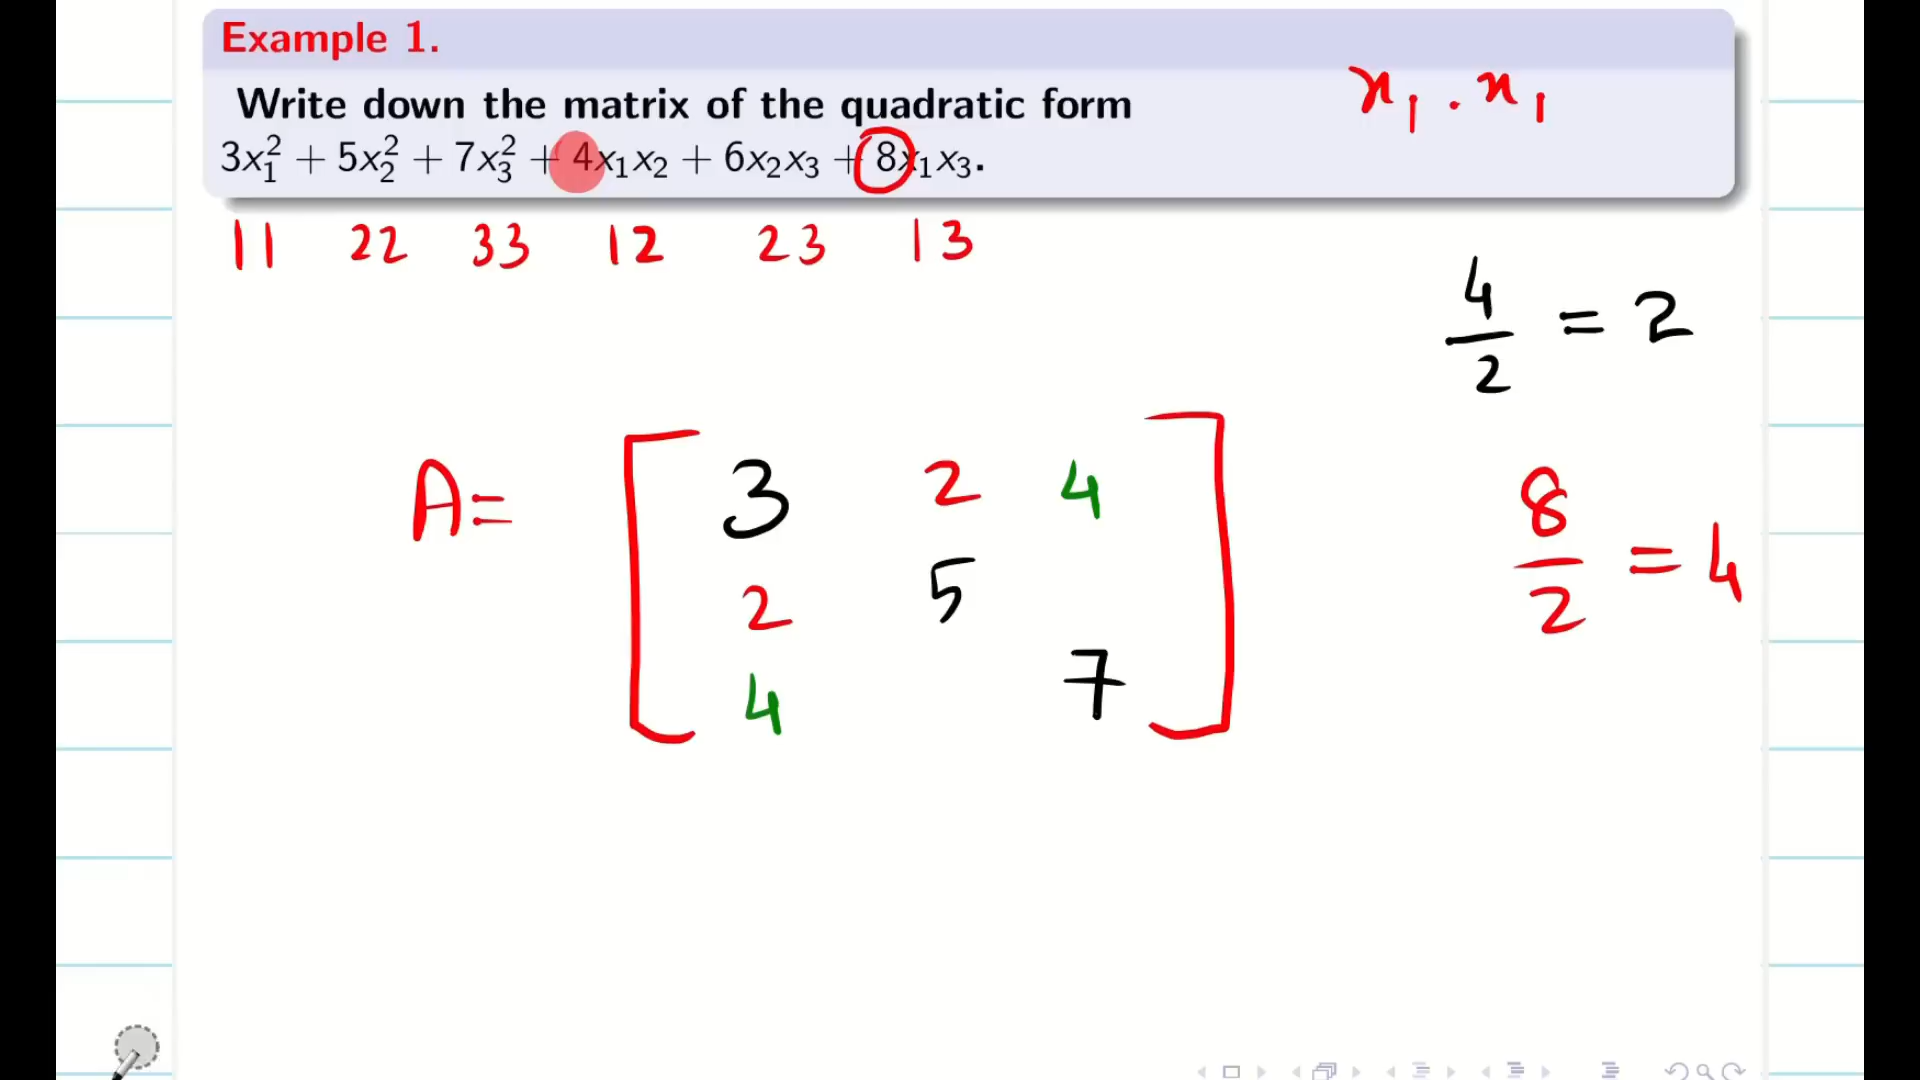 Example 1.
Write down the matrix of the quadratic form
3x₁² + 5x₂² + 7x₃² + 4x₁x₂ + 6x₂x₃ + 8x₁x₃.
x₁ . x₁
11 22 33 12 23 13
4/2 = 2
A = [ 3 2 4
2 5
4 7 ]
8/2 = 4